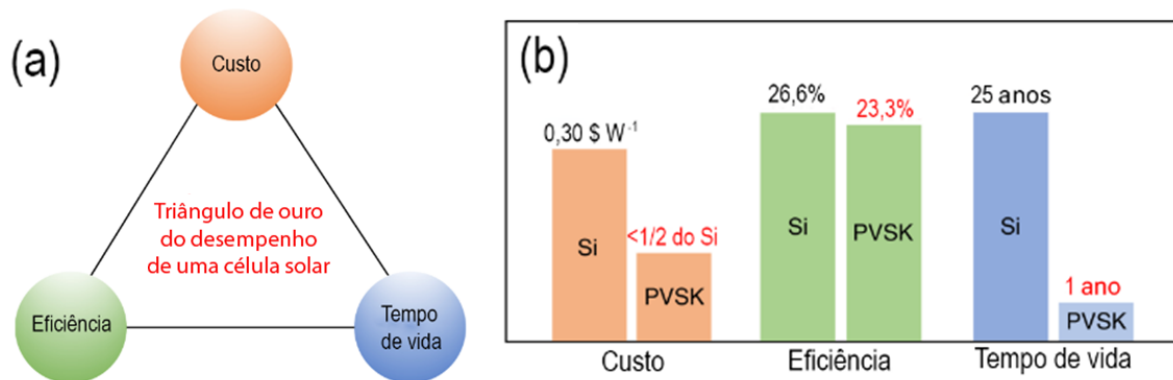 (a)
Custo
Triângulo de ouro
do desempenho
de uma célula solar
Eficiência
Tempo
de vida
(b)
0,30 $ W⁻¹
Si
<1/2 do Si
PVSK
Custo
26,6%
Si
23,3%
PVSK
Eficiência
25 anos
Si
1 ano
PVSK
Tempo de vida